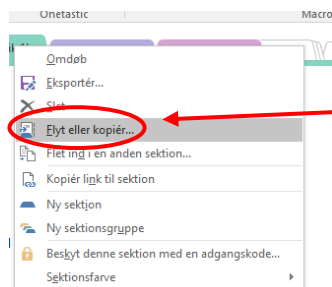 Onetastic
Macro
Omdøb
Eksportér...
Slet
Flyt eller kopiér...
Flet ind i en anden sektion...
Kopiér link til sektion
Ny sektion
Ny sektionsgruppe
Beskyt denne sektion med en adgangskode...
Sektionsfarve